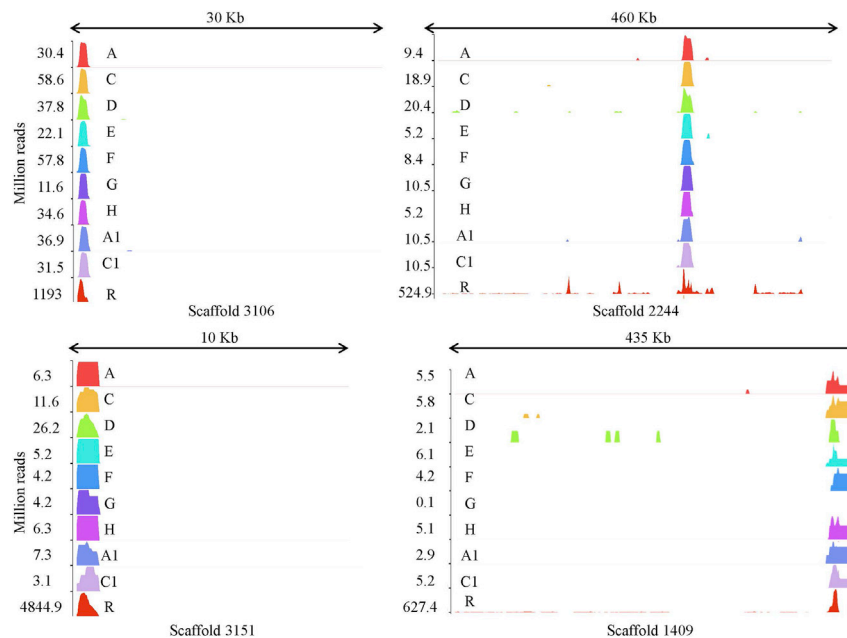 30 Kb
30.4 A
58.6 C
37.8 D
22.1 E
57.8 F
11.6 G
34.6 H
36.9 A1
31.5 C1
1193 R
Million reads
Scaffold 3106
460 Kb
9.4 A
18.9 C
20.4 D
5.2 E
8.4 F
10.5 G
5.2 H
10.5 A1
10.5 C1
524.9 R
Scaffold 2244
10 Kb
6.3 A
11.6 C
26.2 D
5.2 E
4.2 F
4.2 G
6.3 H
7.3 A1
3.1 C1
4844.9 R
Million reads
Scaffold 3151
435 Kb
5.5 A
5.8 C
2.1 D
6.1 E
4.2 F
0.1 G
5.1 H
2.9 A1
5.2 C1
627.4 R
Scaffold 1409